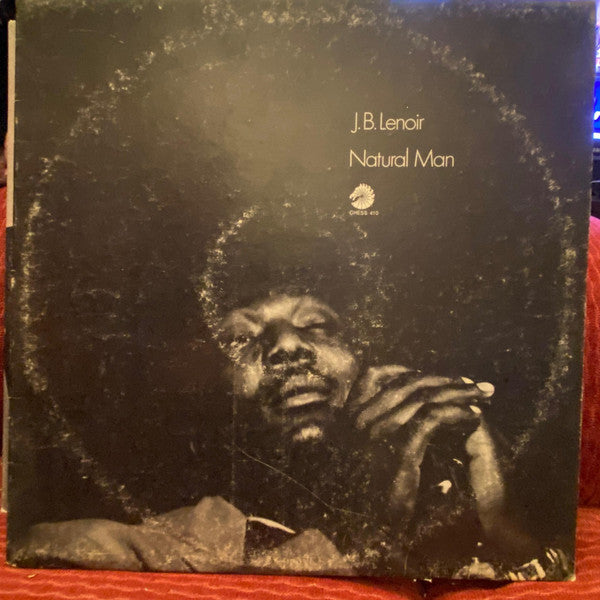 J.B. Lenoir
Natural Man
CHESS 410